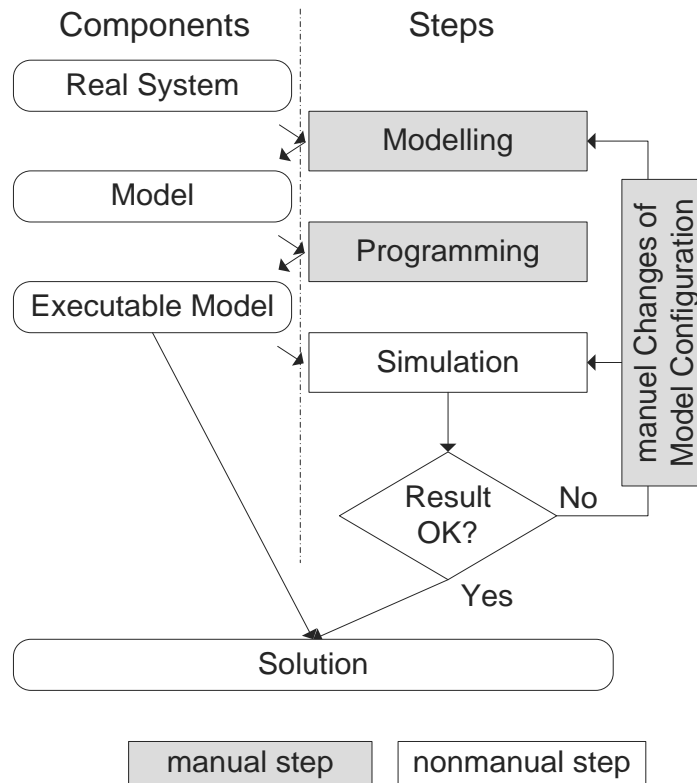 Components
Steps
Real System
Modelling
Model
Programming
Executable Model
Simulation
manuel Changes of
Model Configuration
Result
OK?
No
Yes
Solution
manual step
nonmanual step